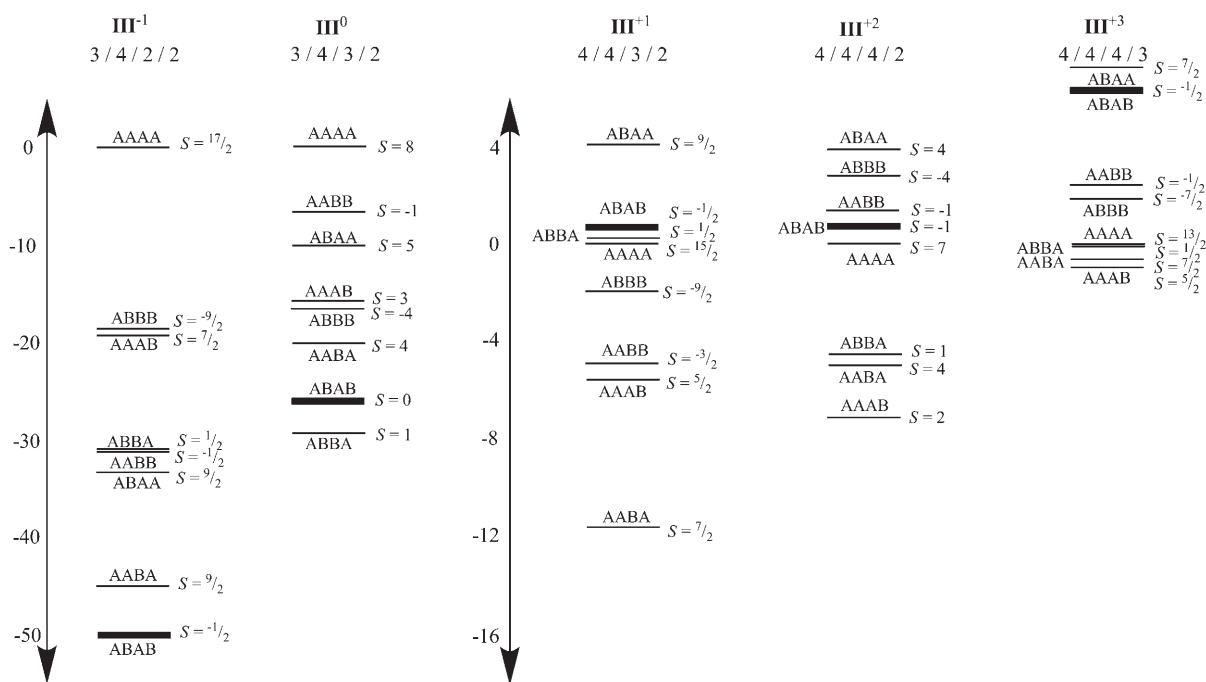 III-1
3 / 4 / 2 / 2
0
-10
-20
-30
-40
-50
AAAA S = 17/2
ABBB S = -9/2
AAAB S = 7/2
ABBA S = 1/2
AABB S = -1/2
ABAA S = 9/2
AABA S = 9/2
ABAB S = -1/2
III0
3 / 4 / 3 / 2
AAAA S = 8
AABB S = -1
ABAA S = 5
AAAB S = 3
ABBB S = -4
AABA S = 4
ABAB S = 0
ABBA S = 1
III+1
4 / 4 / 3 / 2
4
0
-4
-8
-12
-16
ABAA S = 9/2
ABAB S = -1/2
ABBA S = 1/2
AAAA S = 15/2
ABBB S = -9/2
AABB S = -3/2
AAAB S = 5/2
AABA S = 7/2
III+2
4 / 4 / 4 / 2
ABAA S = 4
ABBB S = -4
AABB S = -1
ABAB S = -1
AAAA S = 7
ABBA S = 1
AABA S = 4
AAAB S = 2
III+3
4 / 4 / 4 / 3
ABAA S = 7/2
ABAB S = -1/2
AABB S = -1/2
ABBB S = -7/2
AAAA S = 13/2
ABBA S = 1/2
AABA S = 7/2
AAAB S = 5/2